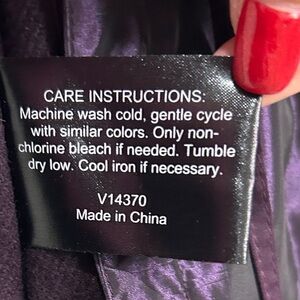 CARE INSTRUCTIONS:
Machine wash cold, gentle cycle
with similar colors. Only non-
chlorine bleach if needed. Tumble
dry low. Cool iron if necessary.
V14370
Made in China